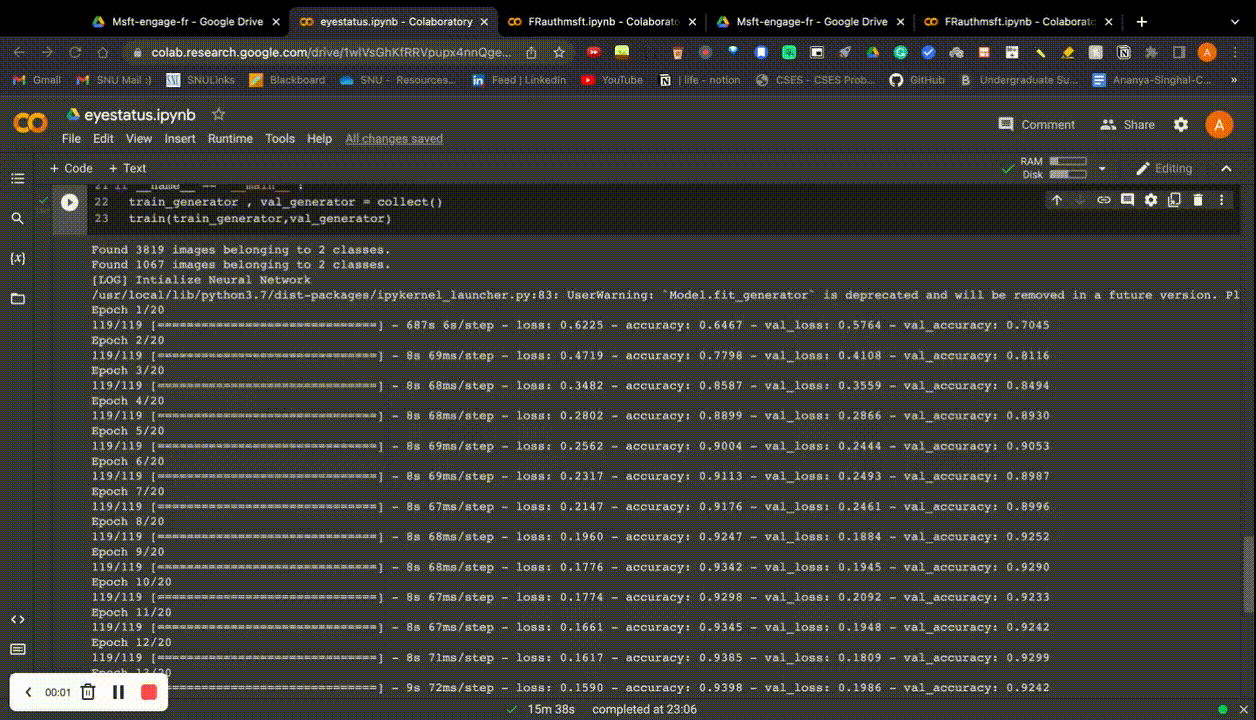 Msft-engage-fr - Google Drive
eyestatus.ipynb - Colaboratory
FRauthmsft.ipynb - Colaborato
Msft-engage-fr - Google Drive
FRauthmsft.ipynb - Colaborato
colab.research.google.com/drive/1wlVsGhKfRRVpupx4nnQge...
Gmail
SNU Mail :)
SNULinks
Blackboard
SNU - Resources...
Feed | LinkedIn
YouTube
| life - notion
CSES - CSES Prob...
GitHub
Undergraduate Su...
Ananya-Singhal-C...
»
eyestatus.ipynb
File Edit View Insert Runtime Tools Help All changes saved
Comment
Share
A
+ Code + Text
RAM
Disk
Editing
21 if __name__ == "__main__":
22 train_generator , val_generator = collect()
23 train(train_generator,val_generator)
Found 3819 images belonging to 2 classes.
Found 1067 images belonging to 2 classes.
[LOG] Intialize Neural Network
/usr/local/lib/python3.7/dist-packages/ipykernel_launcher.py:83: UserWarning: `Model.fit_generator` is deprecated and will be removed in a future version. Pl
Epoch 1/20
119/119 [==============================] - 687s 6s/step - loss: 0.6225 - accuracy: 0.6467 - val_loss: 0.5764 - val_accuracy: 0.7045
Epoch 2/20
119/119 [==============================] - 8s 69ms/step - loss: 0.4719 - accuracy: 0.7798 - val_loss: 0.4108 - val_accuracy: 0.8116
Epoch 3/20
119/119 [==============================] - 8s 68ms/step - loss: 0.3482 - accuracy: 0.8587 - val_loss: 0.3559 - val_accuracy: 0.8494
Epoch 4/20
119/119 [==============================] - 8s 68ms/step - loss: 0.2802 - accuracy: 0.8899 - val_loss: 0.2866 - val_accuracy: 0.8930
Epoch 5/20
119/119 [==============================] - 8s 69ms/step - loss: 0.2562 - accuracy: 0.9004 - val_loss: 0.2444 - val_accuracy: 0.9053
Epoch 6/20
119/119 [==============================] - 8s 69ms/step - loss: 0.2317 - accuracy: 0.9113 - val_loss: 0.2493 - val_accuracy: 0.8987
Epoch 7/20
119/119 [==============================] - 8s 67ms/step - loss: 0.2147 - accuracy: 0.9176 - val_loss: 0.2461 - val_accuracy: 0.8996
Epoch 8/20
119/119 [==============================] - 8s 68ms/step - loss: 0.1960 - accuracy: 0.9247 - val_loss: 0.1884 - val_accuracy: 0.9252
Epoch 9/20
119/119 [==============================] - 8s 68ms/step - loss: 0.1776 - accuracy: 0.9342 - val_loss: 0.1945 - val_accuracy: 0.9290
Epoch 10/20
119/119 [==============================] - 8s 67ms/step - loss: 0.1774 - accuracy: 0.9298 - val_loss: 0.2092 - val_accuracy: 0.9233
Epoch 11/20
119/119 [==============================] - 8s 67ms/step - loss: 0.1661 - accuracy: 0.9345 - val_loss: 0.1948 - val_accuracy: 0.9242
Epoch 12/20
119/119 [==============================] - 8s 71ms/step - loss: 0.1617 - accuracy: 0.9385 - val_loss: 0.1809 - val_accuracy: 0.9299
==============================] - 9s 72ms/step - loss: 0.1590 - accuracy: 0.9398 - val_loss: 0.1986 - val_accuracy: 0.9242
00:01
15m 38s completed at 23:06